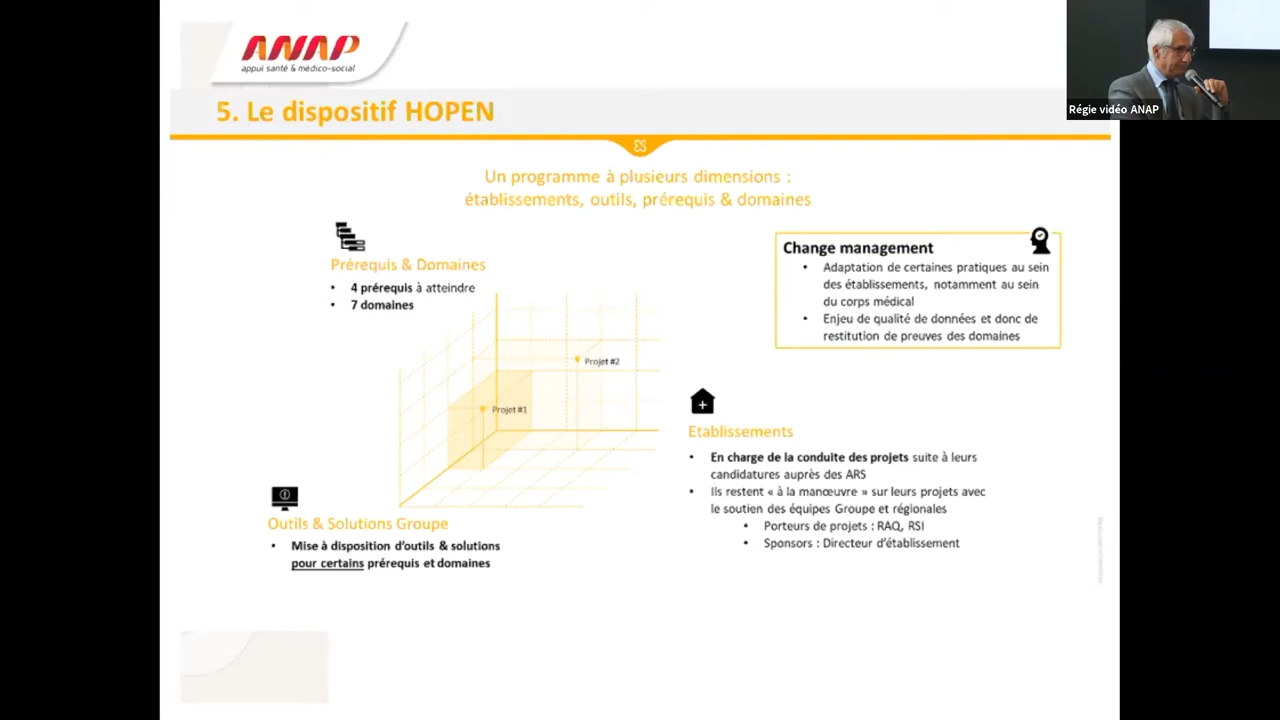 ANAP
appui santé & médico-social
Régie vidéo ANAP
5. Le dispositif HOPEN
Un programme à plusieurs dimensions :
établissements, outils, prérequis & domaines
Prérequis & Domaines
• 4 prérequis à atteindre
• 7 domaines
Change management
• Adaptation de certaines pratiques au sein
des établissements, notamment au sein
du corps médical
• Enjeu de qualité de données et donc de
restitution de preuves des domaines
Projet #2
Projet #1
Etablissements
• En charge de la conduite des projets suite à leurs
candidatures auprès des ARS
• Ils restent « à la manœuvre » sur leurs projets avec
le soutien des équipes Groupe et régionales
• Porteurs de projets : RAQ, RSI
• Sponsors : Directeur d'établissement
Outils & Solutions Groupe
• Mise à disposition d'outils & solutions
pour certains prérequis et domaines